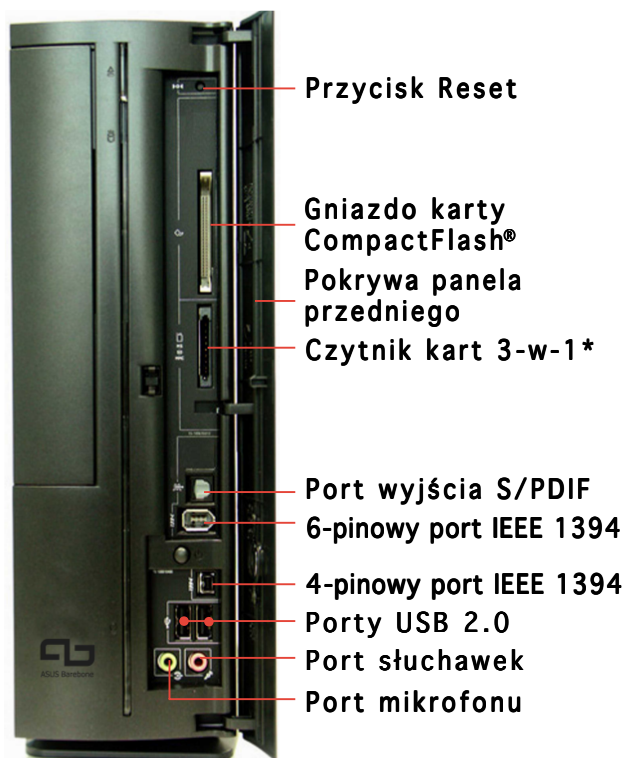 Przycisk Reset
Gniazdo karty
CompactFlash®
Pokrywa panela
przedniego
Czytnik kart 3-w-1*
Port wyjścia S/PDIF
6-pinowy port IEEE 1394
4-pinowy port IEEE 1394
Porty USB 2.0
Port słuchawek
Port mikrofonu
ASUS Barebone